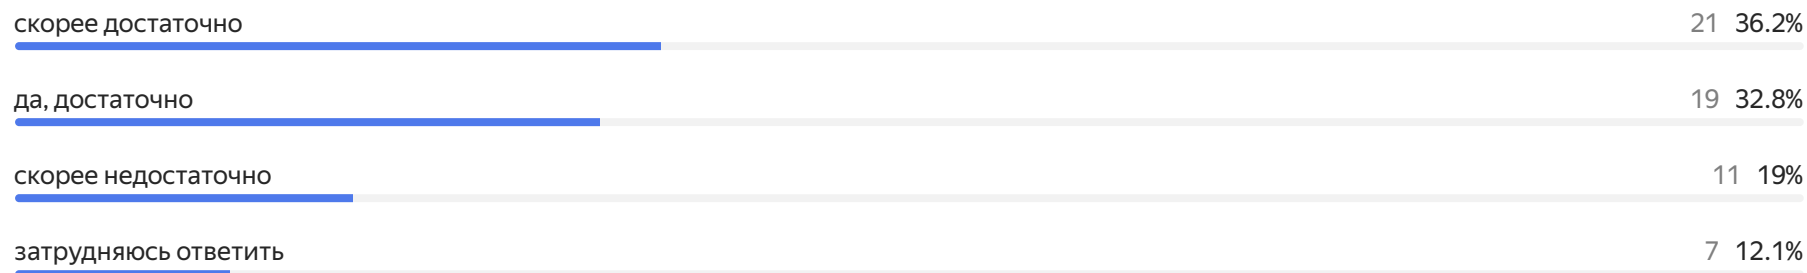 скорее достаточно 21 36.2%
да, достаточно 19 32.8%
скорее недостаточно 11 19%
затрудняюсь ответить 7 12.1%